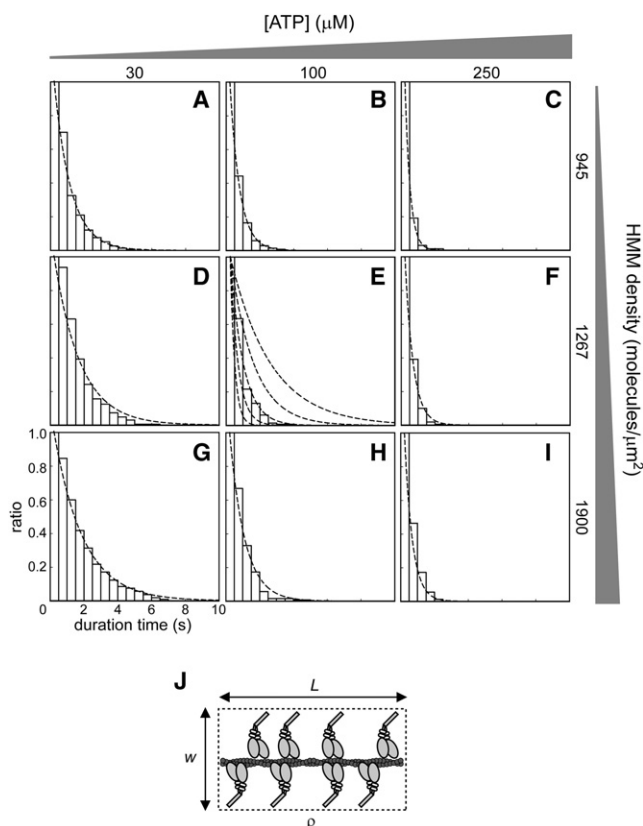 [ATP] (μM)
30 100 250
A B C
945
D E F
1267
G H I
1900
HMM density (molecules/μm²)
1.0
0.8
0.6
0.4
0.2
ratio
0 2 4 6 8 10
duration time (s)
J
L
w
ρ